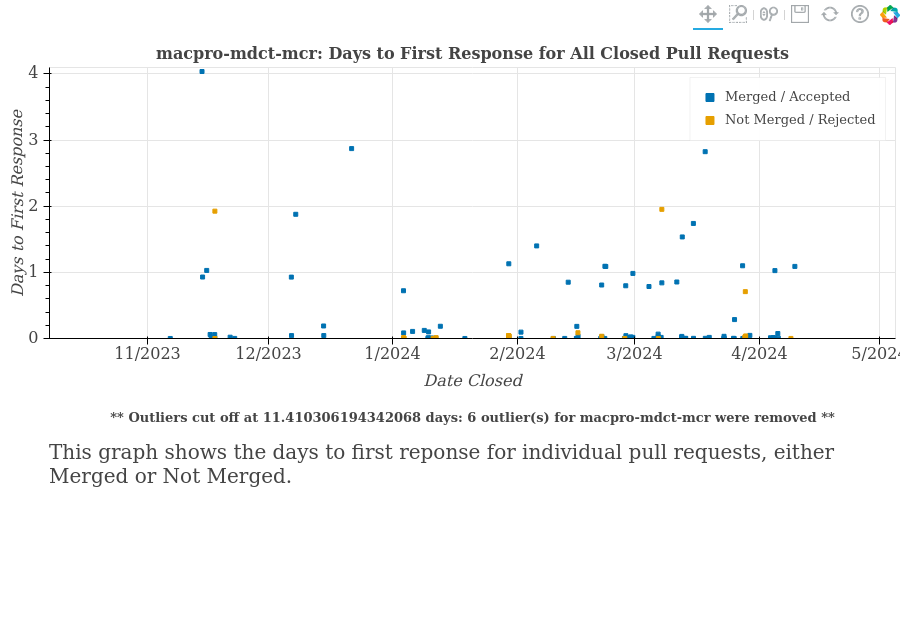 macpro-mdct-mcr: Days to First Response for All Closed Pull Requests
4
3
2
1
0
Days to First Response
Merged / Accepted
Not Merged / Rejected
11/2023 12/2023 1/2024 2/2024 3/2024 4/2024 5/2024
Date Closed
** Outliers cut off at 11.410306194342068 days: 6 outlier(s) for macpro-mdct-mcr were removed **
This graph shows the days to first reponse for individual pull requests, either
Merged or Not Merged.